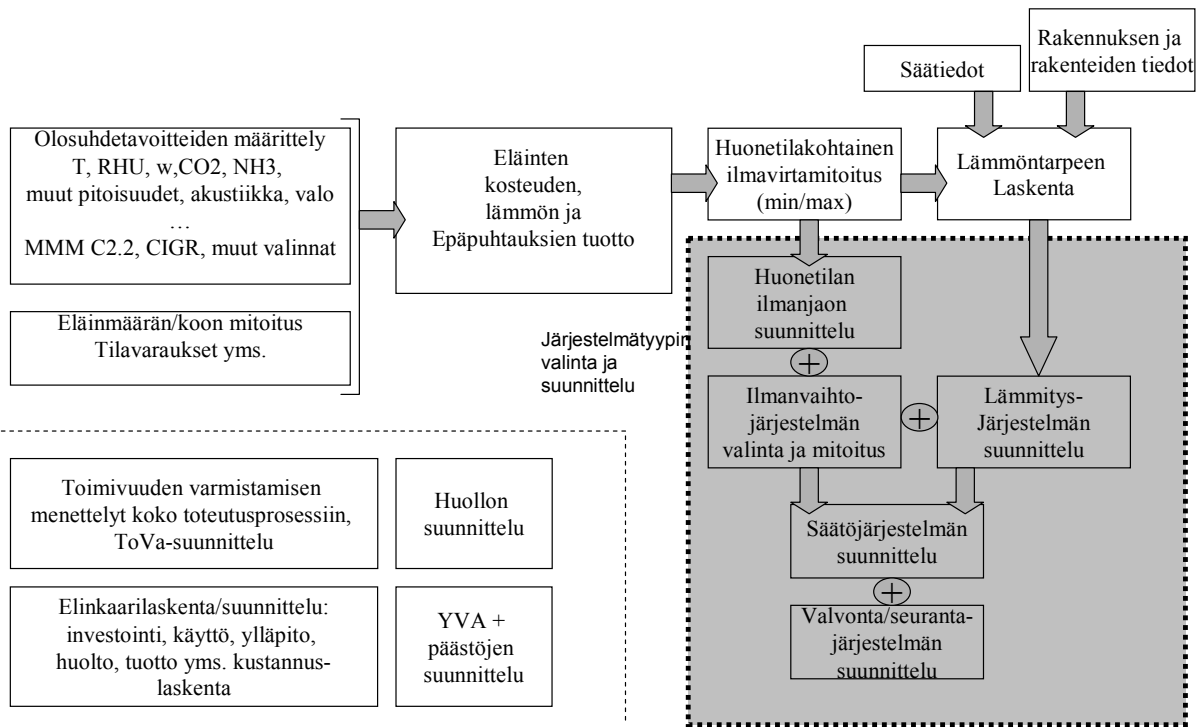 Säätiedot
Rakennuksen ja
rakenteiden tiedot
Olosuhdetavoitteiden määrittely
T, RHU, w,CO2, NH3,
muut pitoisuudet, akustiikka, valo
…
MMM C2.2, CIGR, muut valinnat
Eläinmäärän/koon mitoitus
Tilavaraukset yms.
Eläinten
kosteuden,
lämmön ja
Epäpuhtauksien tuotto
Huonetilakohtainen
ilmavirtamitoitus
(min/max)
Lämmöntarpeen
Laskenta
Järjestelmätyypin
valinta ja
suunnittelu
Huonetilan
ilmanjaon
suunnittelu
+
Ilmanvaihto-
järjestelmän
valinta ja mitoitus
+
Lämmitys-
Järjestelmän
suunnittelu
Säätöjärjestelmän
suunnittelu
+
Valvonta/seuranta-
järjestelmän
suunnittelu
Toimivuuden varmistamisen
menettelyt koko toteutusprosessiin,
ToVa-suunnittelu
Huollon
suunnittelu
Elinkaarilaskenta/suunnittelu:
investointi, käyttö, ylläpito,
huolto, tuotto yms. kustannus-
laskenta
YVA +
päästöjen
suunnittelu